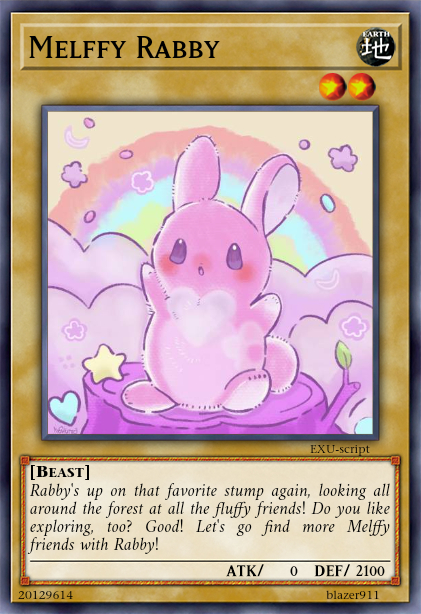 MELFFY RABBY
EARTH
地
EXU-script
[BEAST]
Rabby's up on that favorite stump again, looking all
around the forest at all the fluffy friends! Do you like
exploring, too? Good! Let's go find more Melffy
friends with Rabby!
ATK/ 0 DEF/ 2100
20129614 blazer911